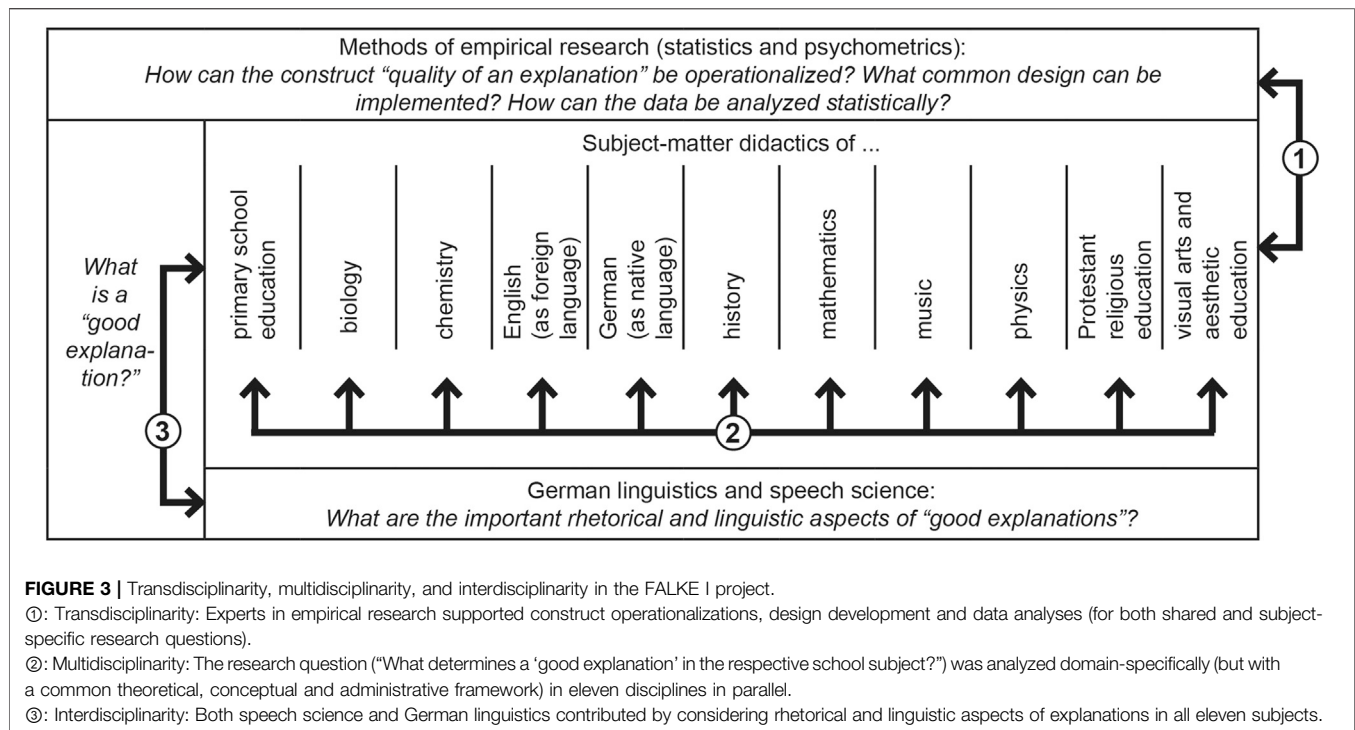 Methods of empirical research (statistics and psychometrics):
How can the construct “quality of an explanation” be operationalized? What common design can be
implemented? How can the data be analyzed statistically?
1
Subject-matter didactics of ...
What
is a
“good
explana-
tion?”
primary school
education
biology
chemistry
English
(as foreign
language)
German
(as native
language)
history
mathematics
music
physics
Protestant
religious
education
visual arts and
aesthetic
education
3
2
German linguistics and speech science:
What are the important rhetorical and linguistic aspects of “good explanations”?
FIGURE 3 | Transdisciplinarity, multidisciplinarity, and interdisciplinarity in the FALKE I project.
①: Transdisciplinarity: Experts in empirical research supported construct operationalizations, design development and data analyses (for both shared and subject-
specific research questions).
②: Multidisciplinarity: The research question (“What determines a ‘good explanation’ in the respective school subject?”) was analyzed domain-specifically (but with
a common theoretical, conceptual and administrative framework) in eleven disciplines in parallel.
③: Interdisciplinarity: Both speech science and German linguistics contributed by considering rhetorical and linguistic aspects of explanations in all eleven subjects.